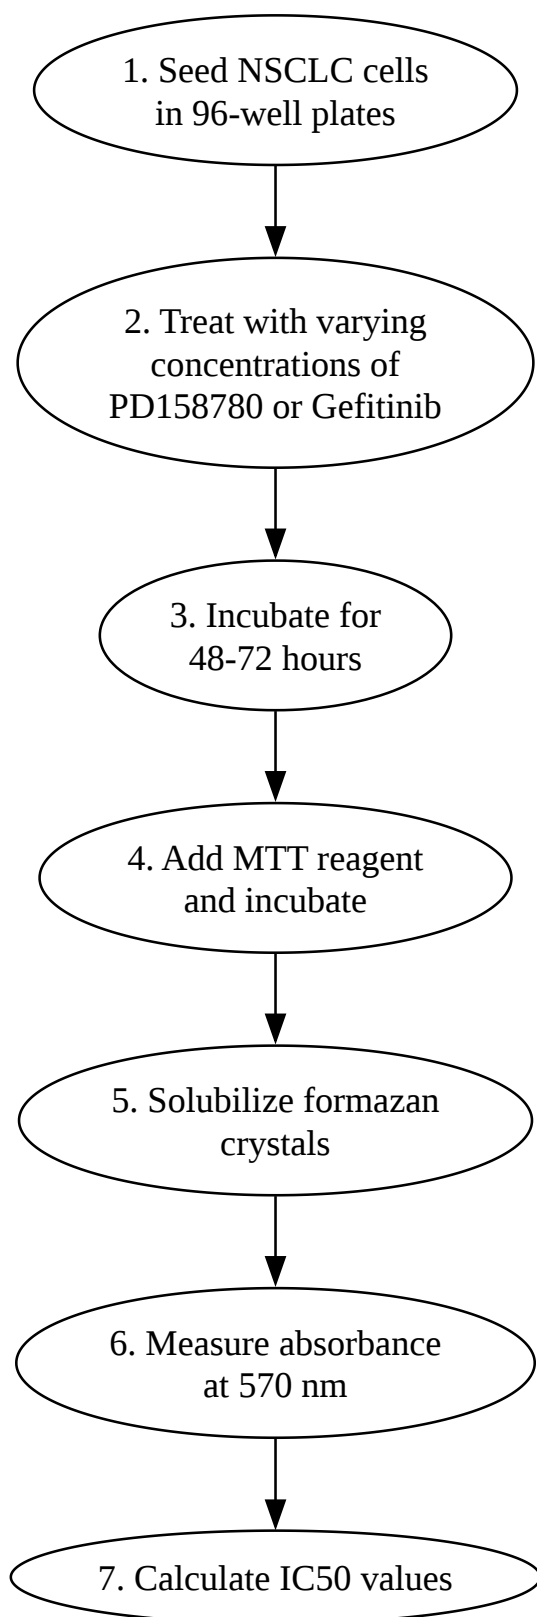 1. Seed NSCLC cells
in 96-well plates
2. Treat with varying
concentrations of
PD158780 or Gefitinib
3. Incubate for
48-72 hours
4. Add MTT reagent
and incubate
5. Solubilize formazan
crystals
6. Measure absorbance
at 570 nm
7. Calculate IC50 values